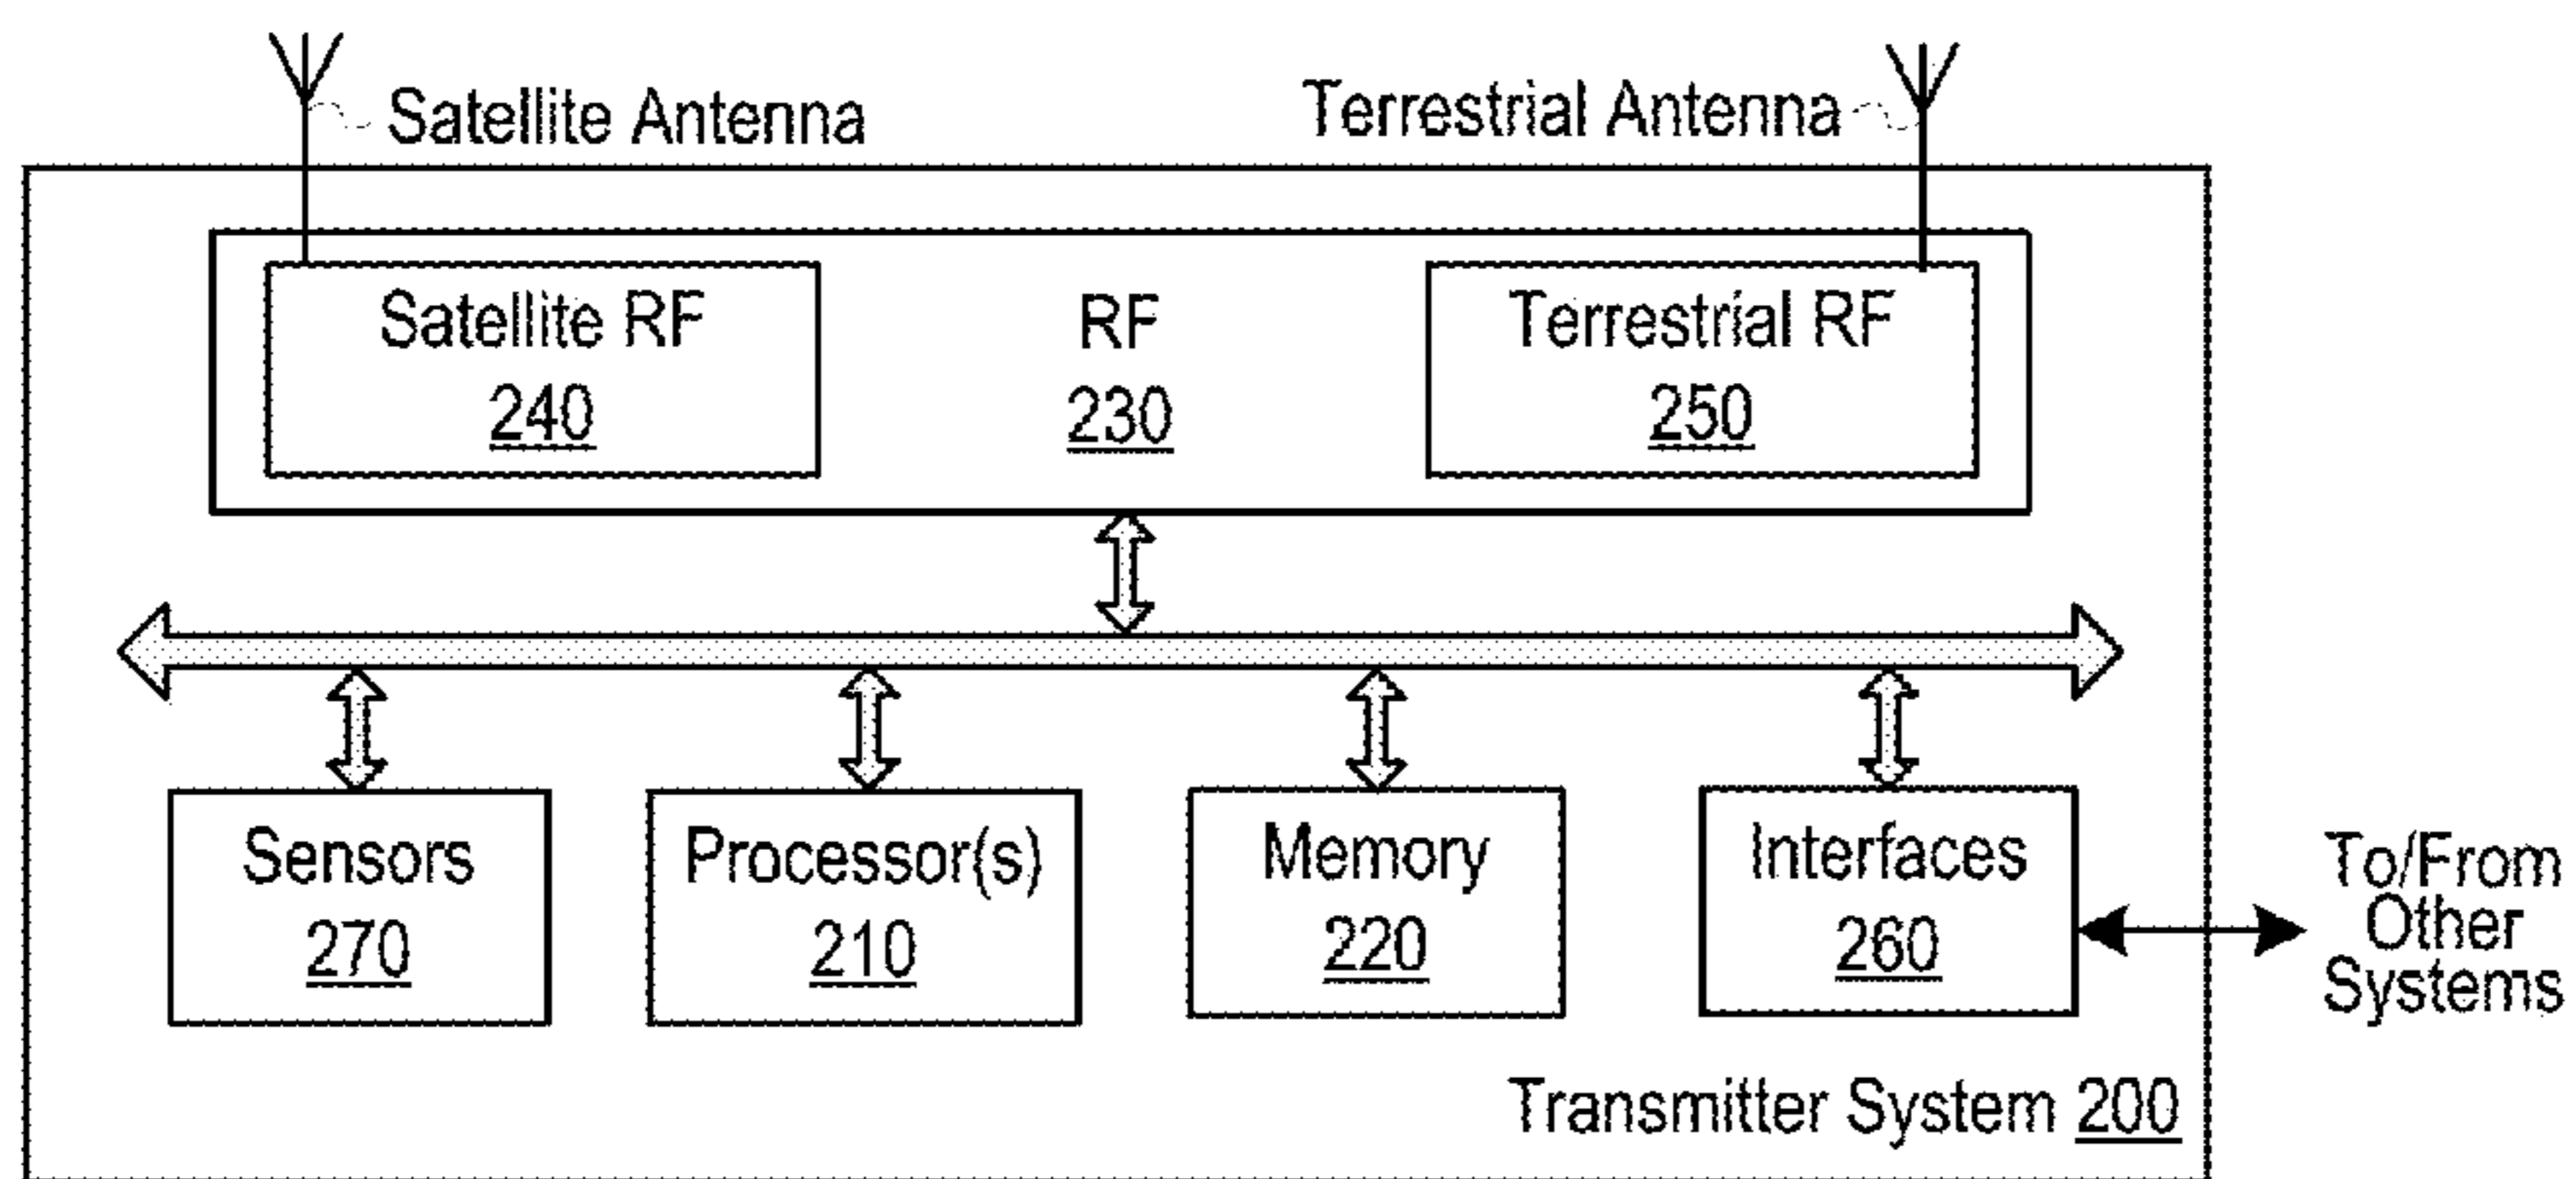 Satellite Antenna
Terrestrial Antenna
Satellite RF
240
RF
230
Terrestrial RF
250
Sensors
270
Processor(s)
210
Memory
220
Interfaces
260
To/From
Other
Systems
Transmitter System 200